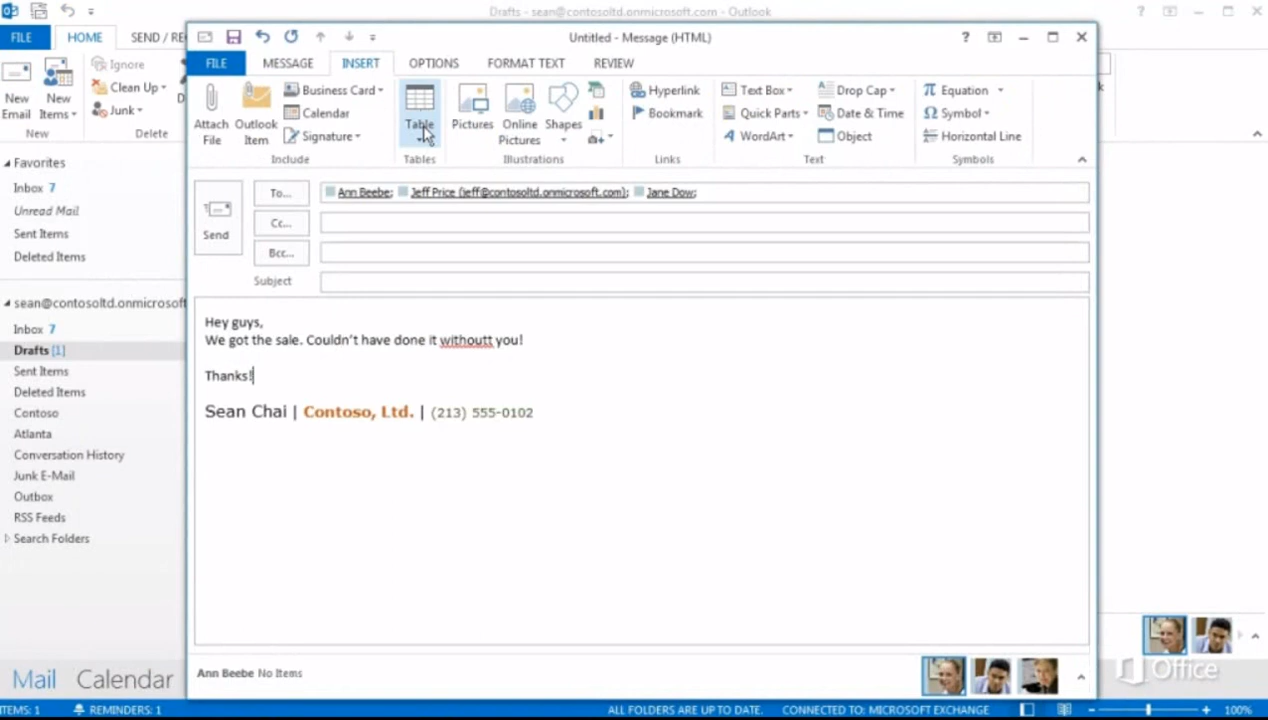 Drafts - sean@contosoltd.onmicrosoft.com - Outlook
FILE HOME SEND / RE
New Email
New Items
New
Ignore
Clean Up
Junk
Delete
Favorites
Inbox 7
Unread Mail
Sent Items
Deleted Items
sean@contosoltd.onmicrosoft
Inbox 7
Drafts [1]
Sent Items
Deleted Items
Contoso
Atlanta
Conversation History
Junk E-Mail
Outbox
RSS Feeds
Search Folders
Mail Calendar
Untitled - Message (HTML)
FILE MESSAGE INSERT OPTIONS FORMAT TEXT REVIEW
Attach File
Outlook Item
Business Card
Calendar
Signature
Include
Table
Tables
Pictures
Online Pictures
Shapes
Illustrations
Hyperlink
Bookmark
Links
Text Box
Quick Parts
WordArt
Drop Cap
Date & Time
Object
Text
Equation
Symbol
Horizontal Line
Symbols
Send
To... Ann Beebe; Jeff Price (jeff@contosoltd.onmicrosoft.com); Jane Dow;
Cc...
Bcc...
Subject
Hey guys,
We got the sale. Couldn't have done it withoutt you!
Thanks!
Sean Chai | Contoso, Ltd. | (213) 555-0102
Ann Beebe No Items
Office
ITEMS: 1 REMINDERS: 1 ALL FOLDERS ARE UP TO DATE. CONNECTED TO: MICROSOFT EXCHANGE 100%